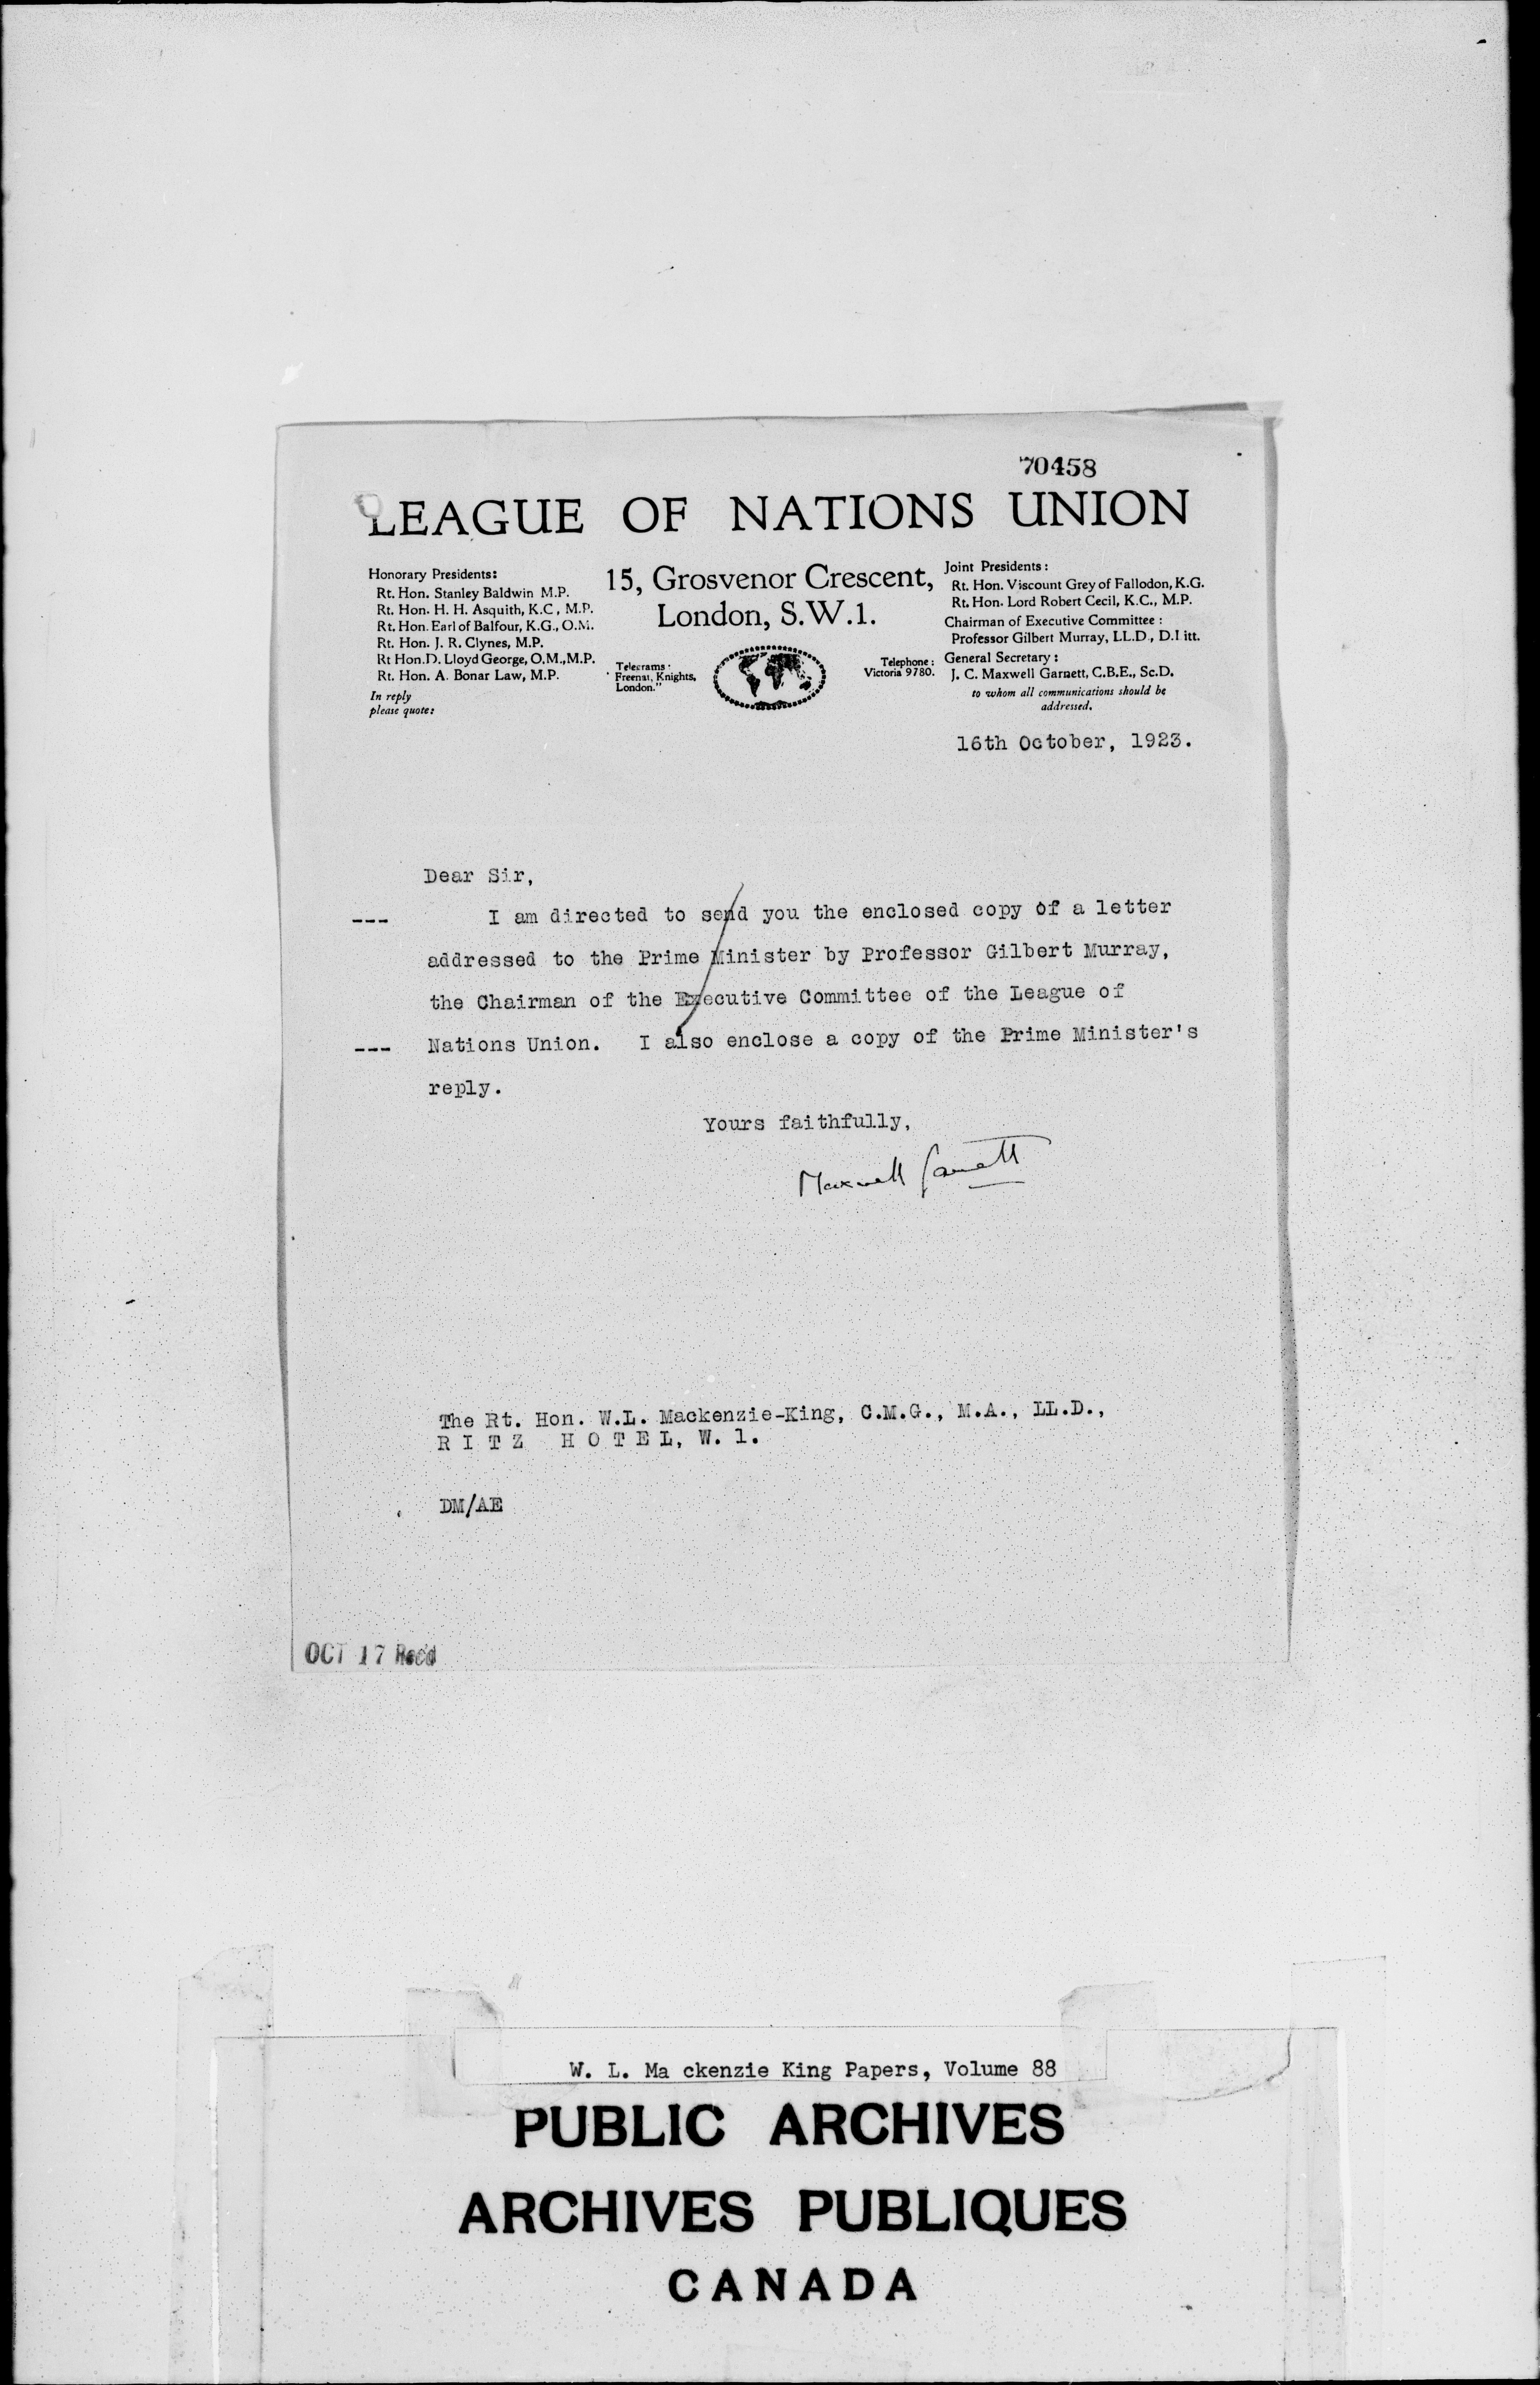 70458
LEAGUE OF NATIONS UNION
Honorary Presidents:
Rt. Hon. Stanley Baldwin M.P.
Rt. Hon. H. H. Asquith, K.C, M.P.
Rt. Hon. Earl of Balfour, K.G., O.M.
Rt. Hon. J. R. Clynes, M.P.
Rt Hon. D. Lloyd George, O.M., M.P.
Rt. Hon. A. Bonar Law, M.P.
In reply
please quote:
15, Grosvenor Crescent,
London, S.W.1.
Telegrams:
Freenat, Knights,
London."
Telephone:
Victoria 9780.
Joint Presidents:
Rt. Hon. Viscount Grey of Fallodon, K.G.
Rt. Hon. Lord Robert Cecil, K.C., M.P.
Chairman of Executive Committee:
Professor Gilbert Murray, LL.D., D.Litt.
General Secretary:
J. C. Maxwell Garnett, C.B.E., Sc.D.
to whom all communications should be
addressed.
16th October, 1923.
Dear Sir,
--- I am directed to send you the enclosed copy of a letter
addressed to the Prime Minister by Professor Gilbert Murray,
the Chairman of the Executive Committee of the League of
--- Nations Union. I also enclose a copy of the Prime Minister's
reply.
Yours faithfully,
Maxwell Garnett
The Rt. Hon. W.L. Mackenzie-King, C.M.G., M.A., LL.D.,
R I T Z H O T E L, W. 1.
DM/AE
OCT 17 Recd
W. L. Ma ckenzie King Papers, Volume 88
PUBLIC ARCHIVES
ARCHIVES PUBLIQUES
CANADA